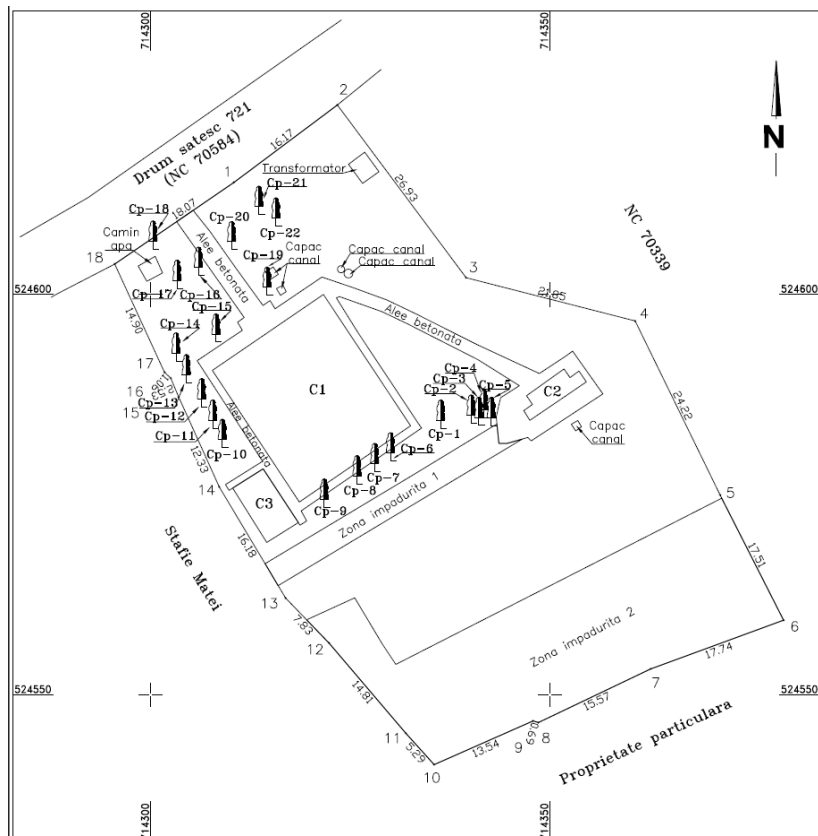 714300
714350
2
Drum satesc 721
(NC 70584)
16.17
N
1
Transformator
Cp-21
26.93
18.07
Cp-18
Cp-20
Cp-22
NC 70339
Camin
apa
18
Alee betonata
Cp-19
Capac
canal
Capac canal
Capac canal
3
524600
524600
Cp-17
Cp-16
Cp-15
21.85
4
14.90
Cp-14
Alee betonata
17
16
15
Cp-13
Cp-12
Cp-11
Cp-10
Alee betonata
C1
Cp-4
Cp-3
Cp-2
Cp-5
C2
24.22
Cp-1
Capac
canal
12.33
Cp-6
Cp-7
Cp-8
Cp-9
14
C3
Zona impadurita 1
5
16.18
Stafie Matei
17.51
13
7.83
12
6
Zona impadurita 2
17.74
7
524550
524550
14.81
15.57
11
5.29
10
13.54
9
0.69
8
Proprietate particulara
714300
714350